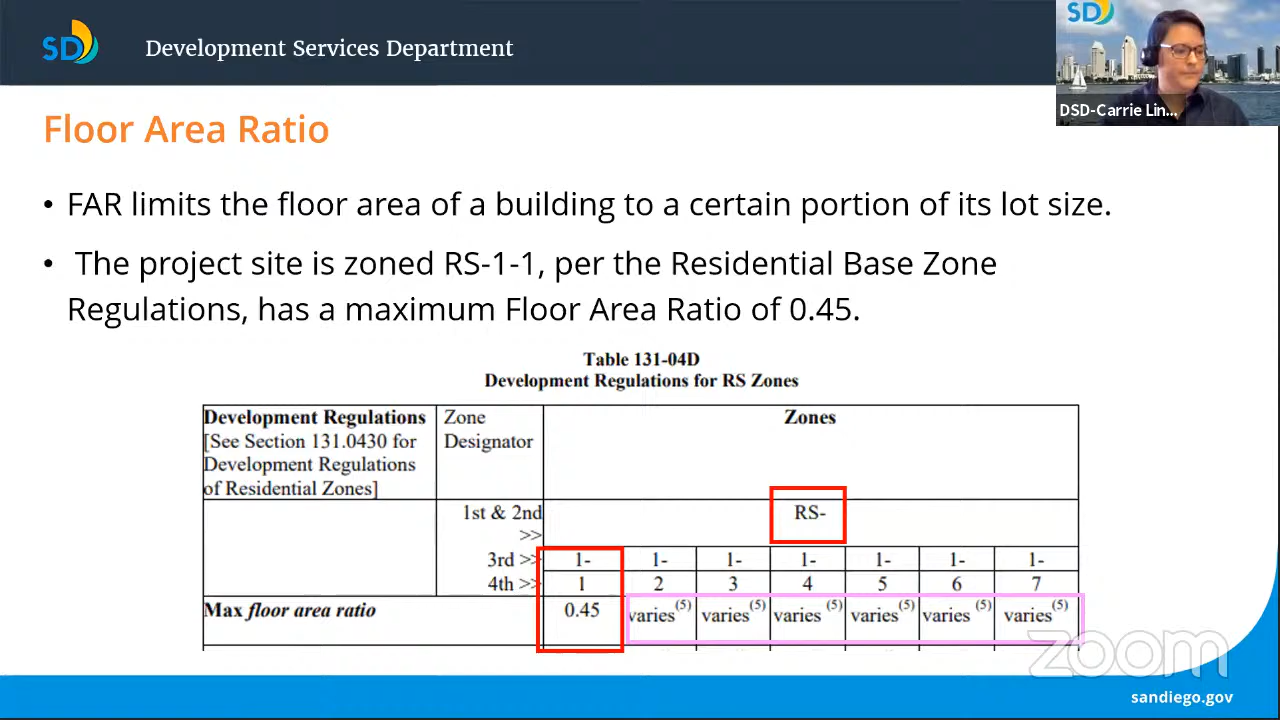 SD
Development Services Department
SD
DSD-Carrie Lin...
Floor Area Ratio
• FAR limits the floor area of a building to a certain portion of its lot size.
• The project site is zoned RS-1-1, per the Residential Base Zone
Regulations, has a maximum Floor Area Ratio of 0.45.
Table 131-04D
Development Regulations for RS Zones
Development Regulations
[See Section 131.0430 for
Development Regulations
of Residential Zones]
Zone
Designator
Zones
1st & 2nd
>>
RS-
3rd >> 1- 1- 1- 1- 1- 1- 1-
4th >> 1 2 3 4 5 6 7
Max floor area ratio 0.45 varies(5) varies(5) varies (5) varies(5) varies(5) varies(5)
zoom
sandiego.gov